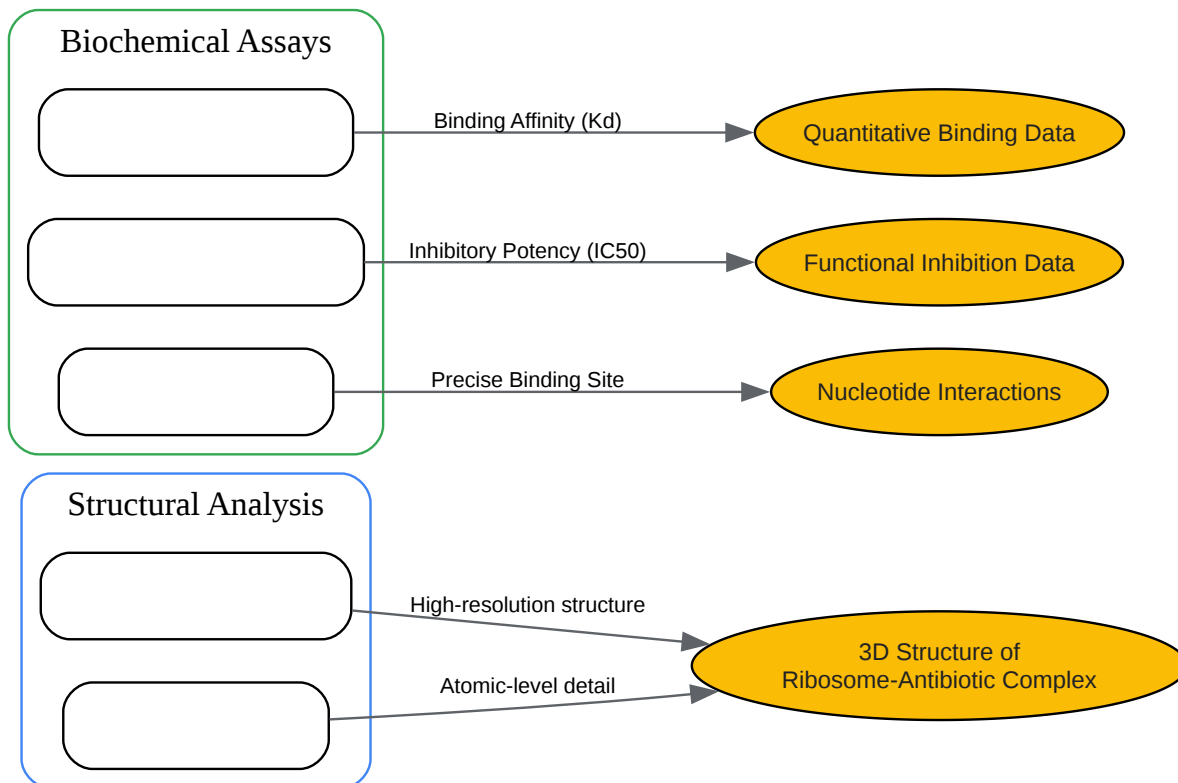 Biochemical Assays
Binding Affinity (Kd)
Quantitative Binding Data
Inhibitory Potency (IC50)
Functional Inhibition Data
Precise Binding Site
Nucleotide Interactions
Structural Analysis
High-resolution structure
Atomic-level detail
3D Structure of
Ribosome-Antibiotic Complex